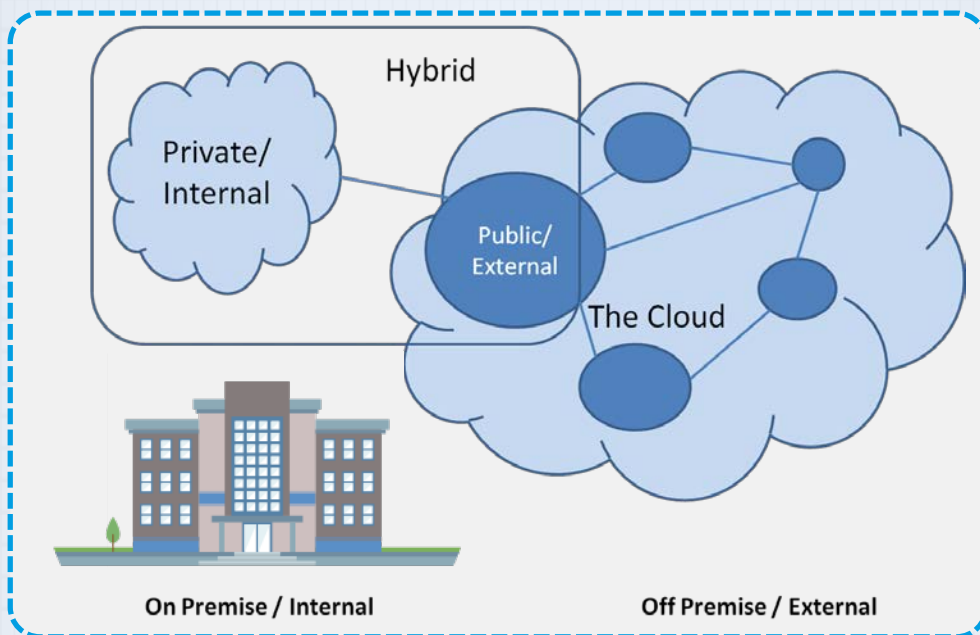 Hybrid
Private/
Internal
Public/
External
The Cloud
On Premise / Internal
Off Premise / External